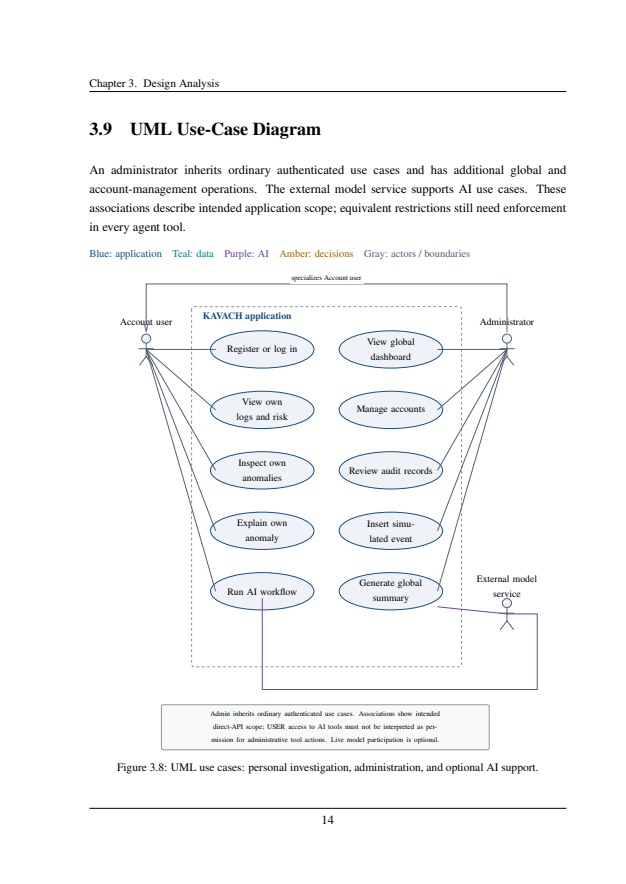 Chapter 3. Design Analysis
3.9 UML Use-Case Diagram
An administrator inherits ordinary authenticated use cases and has additional global and
account-management operations. The external model service supports AI use cases. These
associations describe intended application scope; equivalent restrictions still need enforcement
in every agent tool.
Blue: application Teal: data Purple: AI Amber: decisions Gray: actors / boundaries
specializes Account user
KAVACH application
Account user
Administrator
Register or log in
View global
dashboard
View own
logs and risk
Manage accounts
Inspect own
anomalies
Review audit records
Explain own
anomaly
Insert simu-
lated event
Run AI workflow
Generate global
summary
External model
service
Admin inherits ordinary authenticated use cases. Associations show intended
direct-API scope; USER access to AI tools must not be interpreted as per-
mission for administrative tool actions. Live model participation is optional.
Figure 3.8: UML use cases: personal investigation, administration, and optional AI support.
14